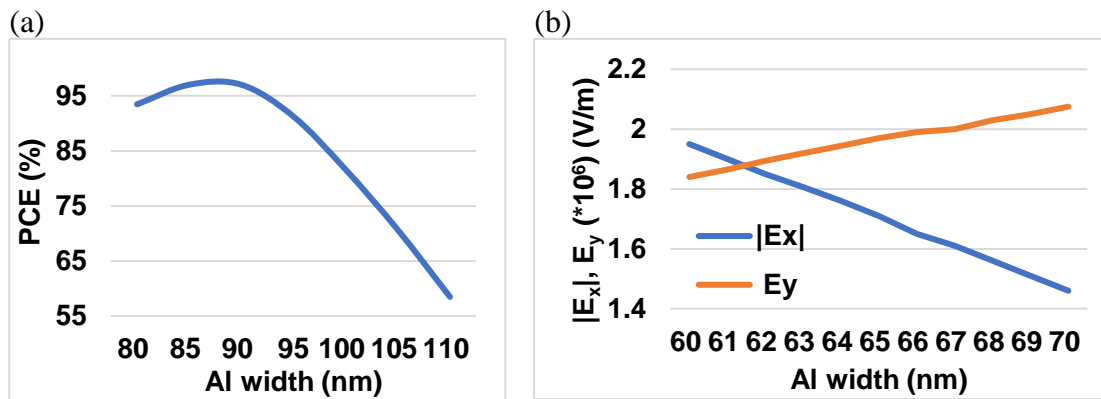 (a)
PCE (%)
95
85
75
65
55
80 85 90 95 100 105 110
Al width (nm)
(b)
|Eₓ|, Eᵧ (*10⁶) (V/m)
2.2
2
1.8
1.6
1.4
|Ex|
Ey
60 61 62 63 64 65 66 67 68 69 70
Al width (nm)